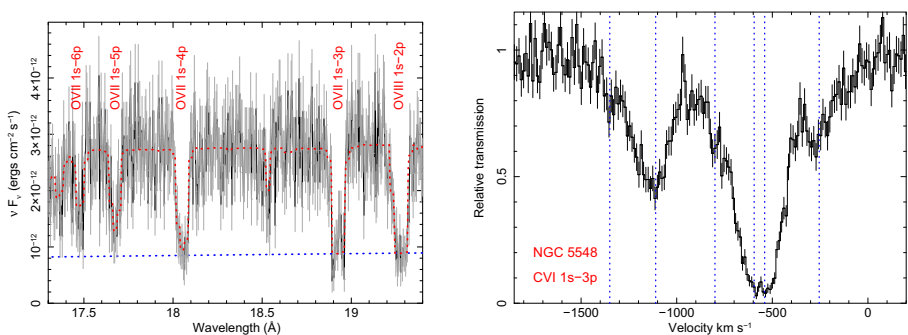 OVII 1s−6p
OVII 1s−5p
OVII 1s−4p
OVII 1s−3p
OVIII 1s−2p
ν Fν (ergs cm⁻² s⁻¹)
4×10⁻¹²
3×10⁻¹²
2×10⁻¹²
10⁻¹²
0
17.5 18 18.5 19
Wavelength (Å)
Relative transmission
1
0.5
0
NGC 5548
CVI 1s−3p
−1500 −1000 −500 0
Velocity km s⁻¹